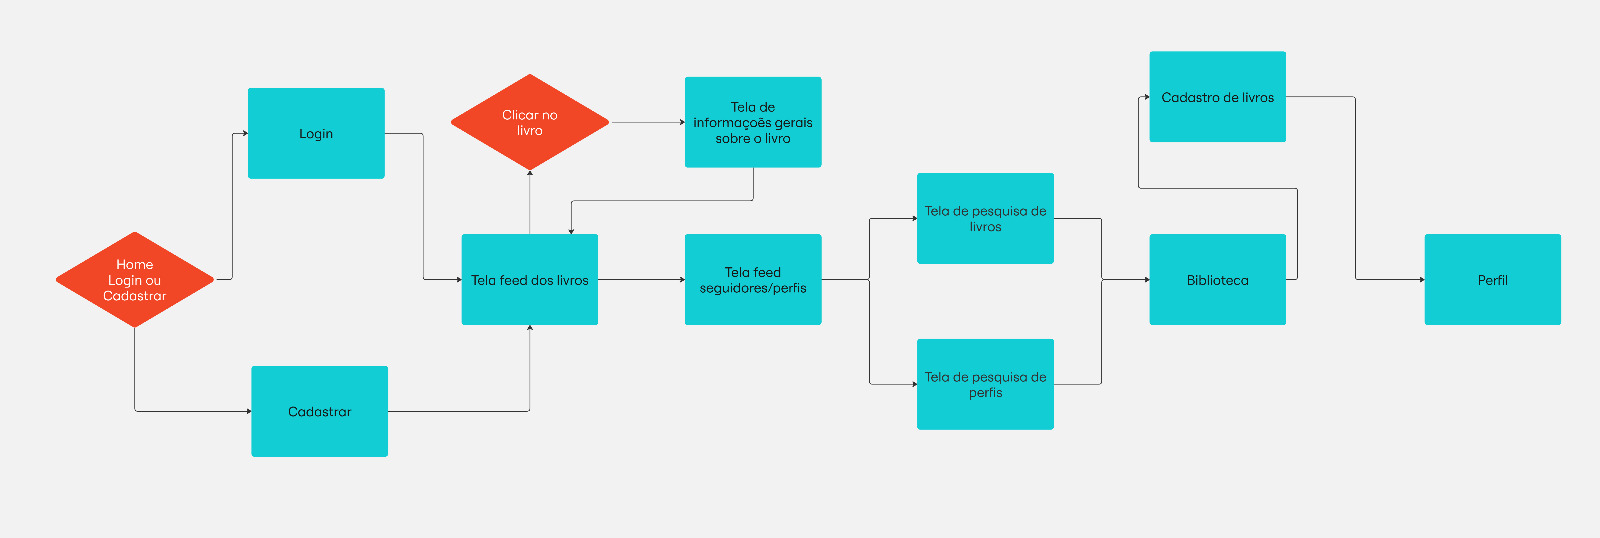 Home
Login ou
Cadastrar
Login
Cadastrar
Clicar no
livro
Tela de
informaçoēs gerais
sobre o livro
Tela feed dos livros
Tela feed
seguidores/perfis
Tela de pesquisa de
livros
Tela de pesquisa de
perfis
Cadastro de livros
Biblioteca
Perfil